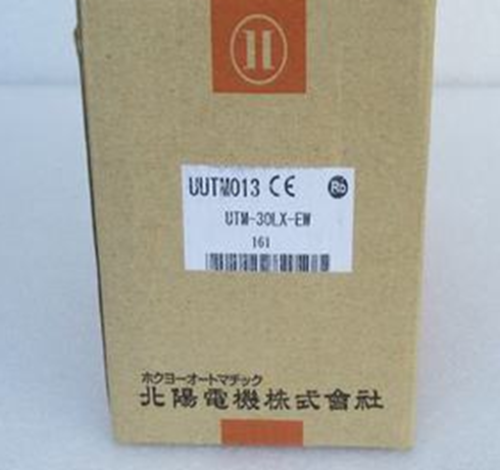 UUTM013 CE Ro
UTM-30LX-EW
161
ホクヨーオートマチック
北陽電機株式會社